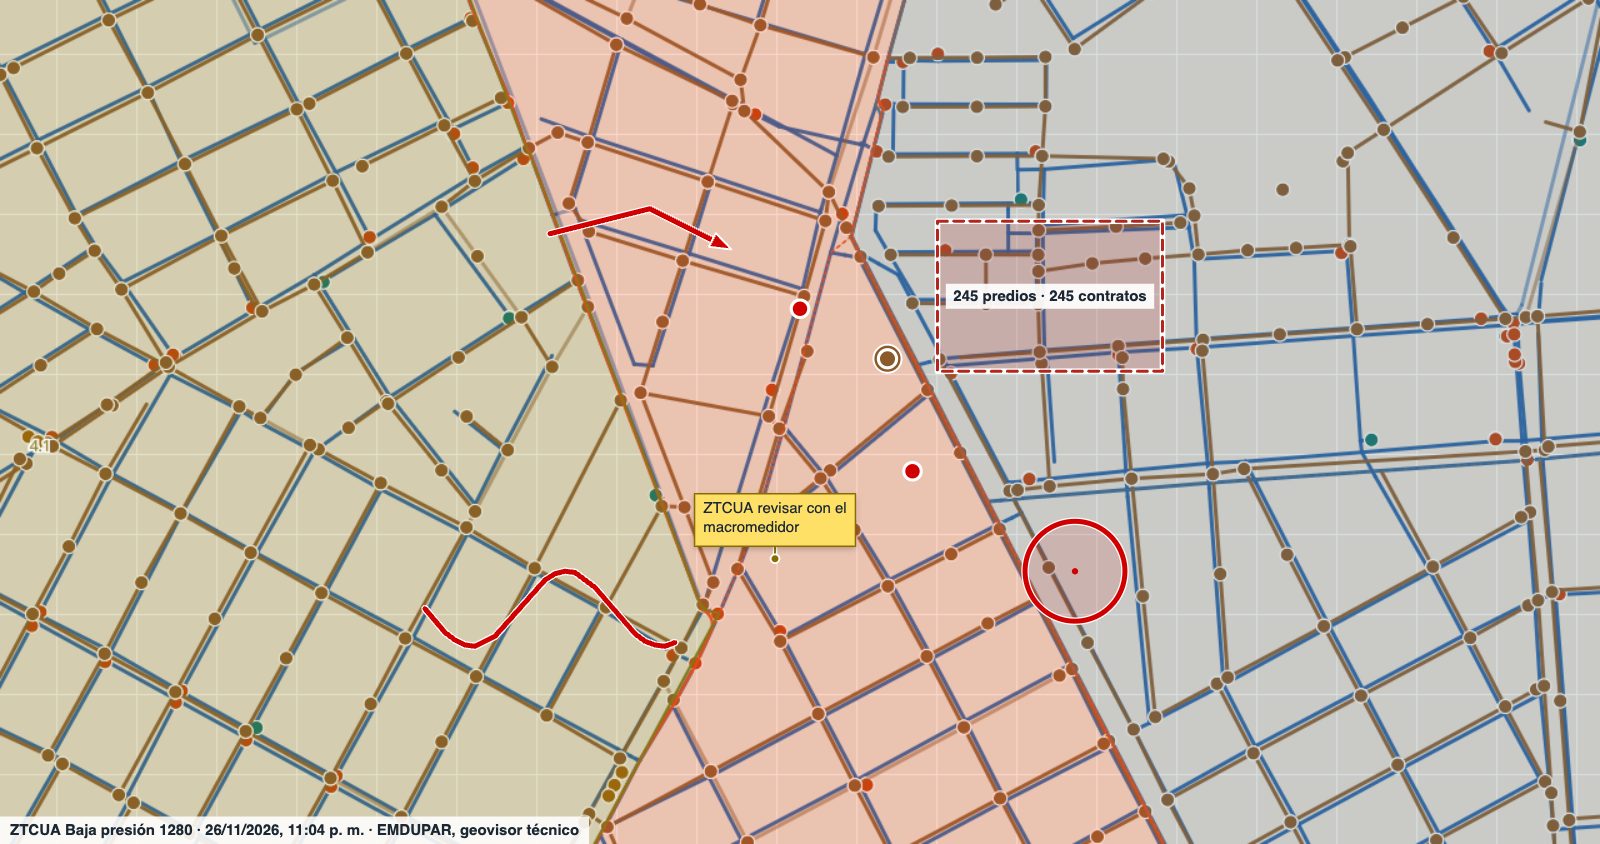 245 predios · 245 contratos
41
ZTCUA revisar con el
macromedidor
ZTCUA Baja presión 1280 · 26/11/2026, 11:04 p. m. · EMDUPAR, geovisor técnico